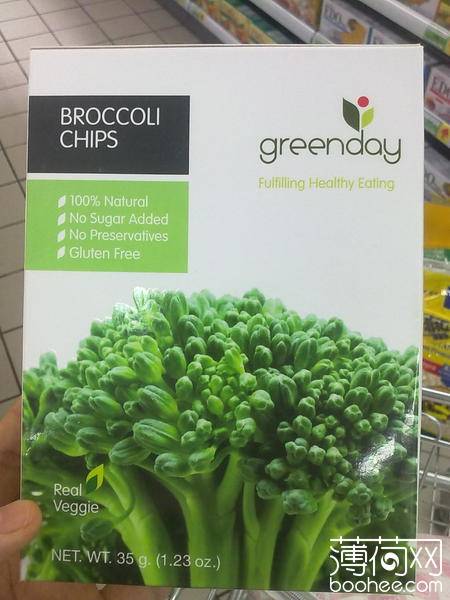 BROCCOLI
CHIPS
greenday
Fulfilling Healthy Eating
100% Natural
No Sugar Added
No Preservatives
Gluten Free
Real
Veggie
NET. WT. 35 g. (1.23 oz.)
薄荷网
boohee.com